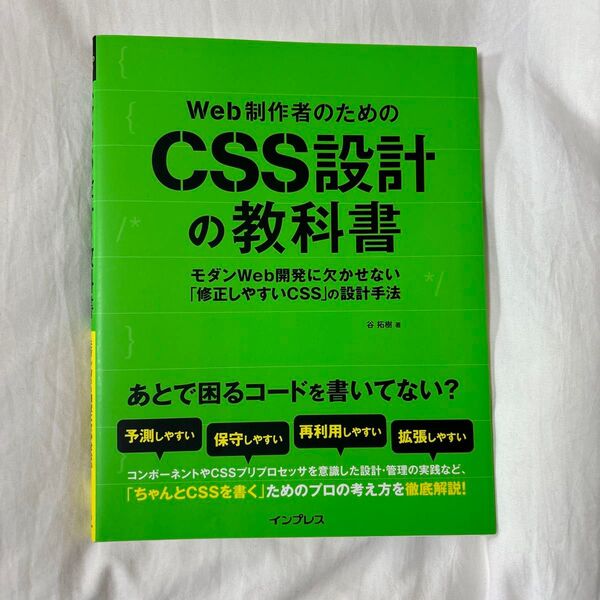 {
Web制作者のための
CSS設計
の教科書
/*
モダンWeb開発に欠かせない
「修正しやすいCSS」の設計手法
*/
}
谷 拓樹 著
あとで困るコードを書いてない?
予測しやすい
保守しやすい
再利用しやすい
拡張しやすい
コンポーネントやCSSプリプロセッサを意識した設計・管理の実践など、
「ちゃんとCSSを書く」ためのプロの考え方を徹底解説!
インプレス